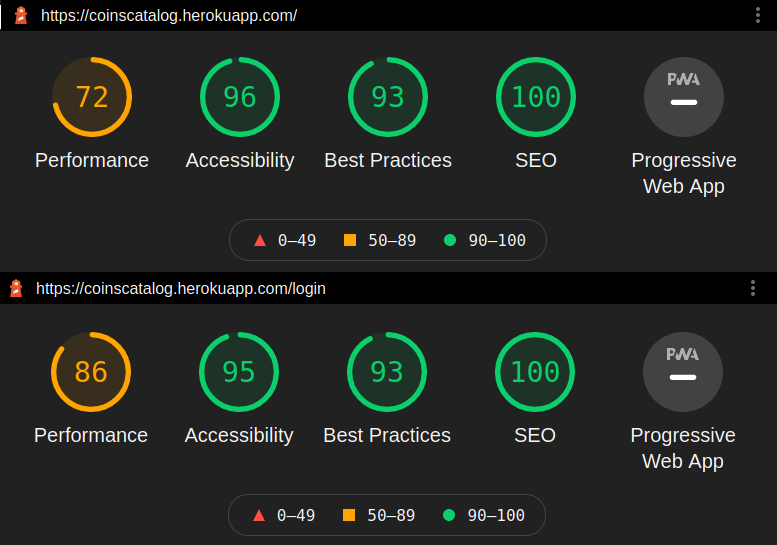 https://coinscatalog.herokuapp.com/
72 96 93 100 PWA
Performance Accessibility Best Practices SEO Progressive
Web App
0–49 50–89 90–100
https://coinscatalog.herokuapp.com/login
86 95 93 100 PWA
Performance Accessibility Best Practices SEO Progressive
Web App
0–49 50–89 90–100